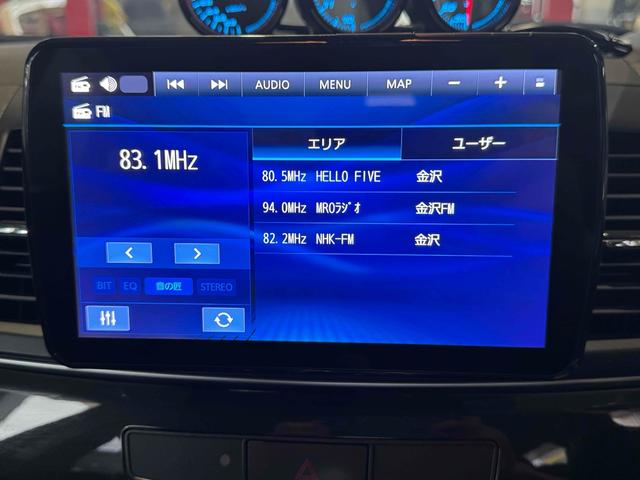 AUDIO MENU MAP − +
FM
83.1MHz
エリア ユーザー
80.5MHz HELLO FIVE 金沢
94.0MHz MROﾗｼﾞｵ 金沢FM
82.2MHz NHK-FM 金沢
BIT EQ 音の匠 STEREO